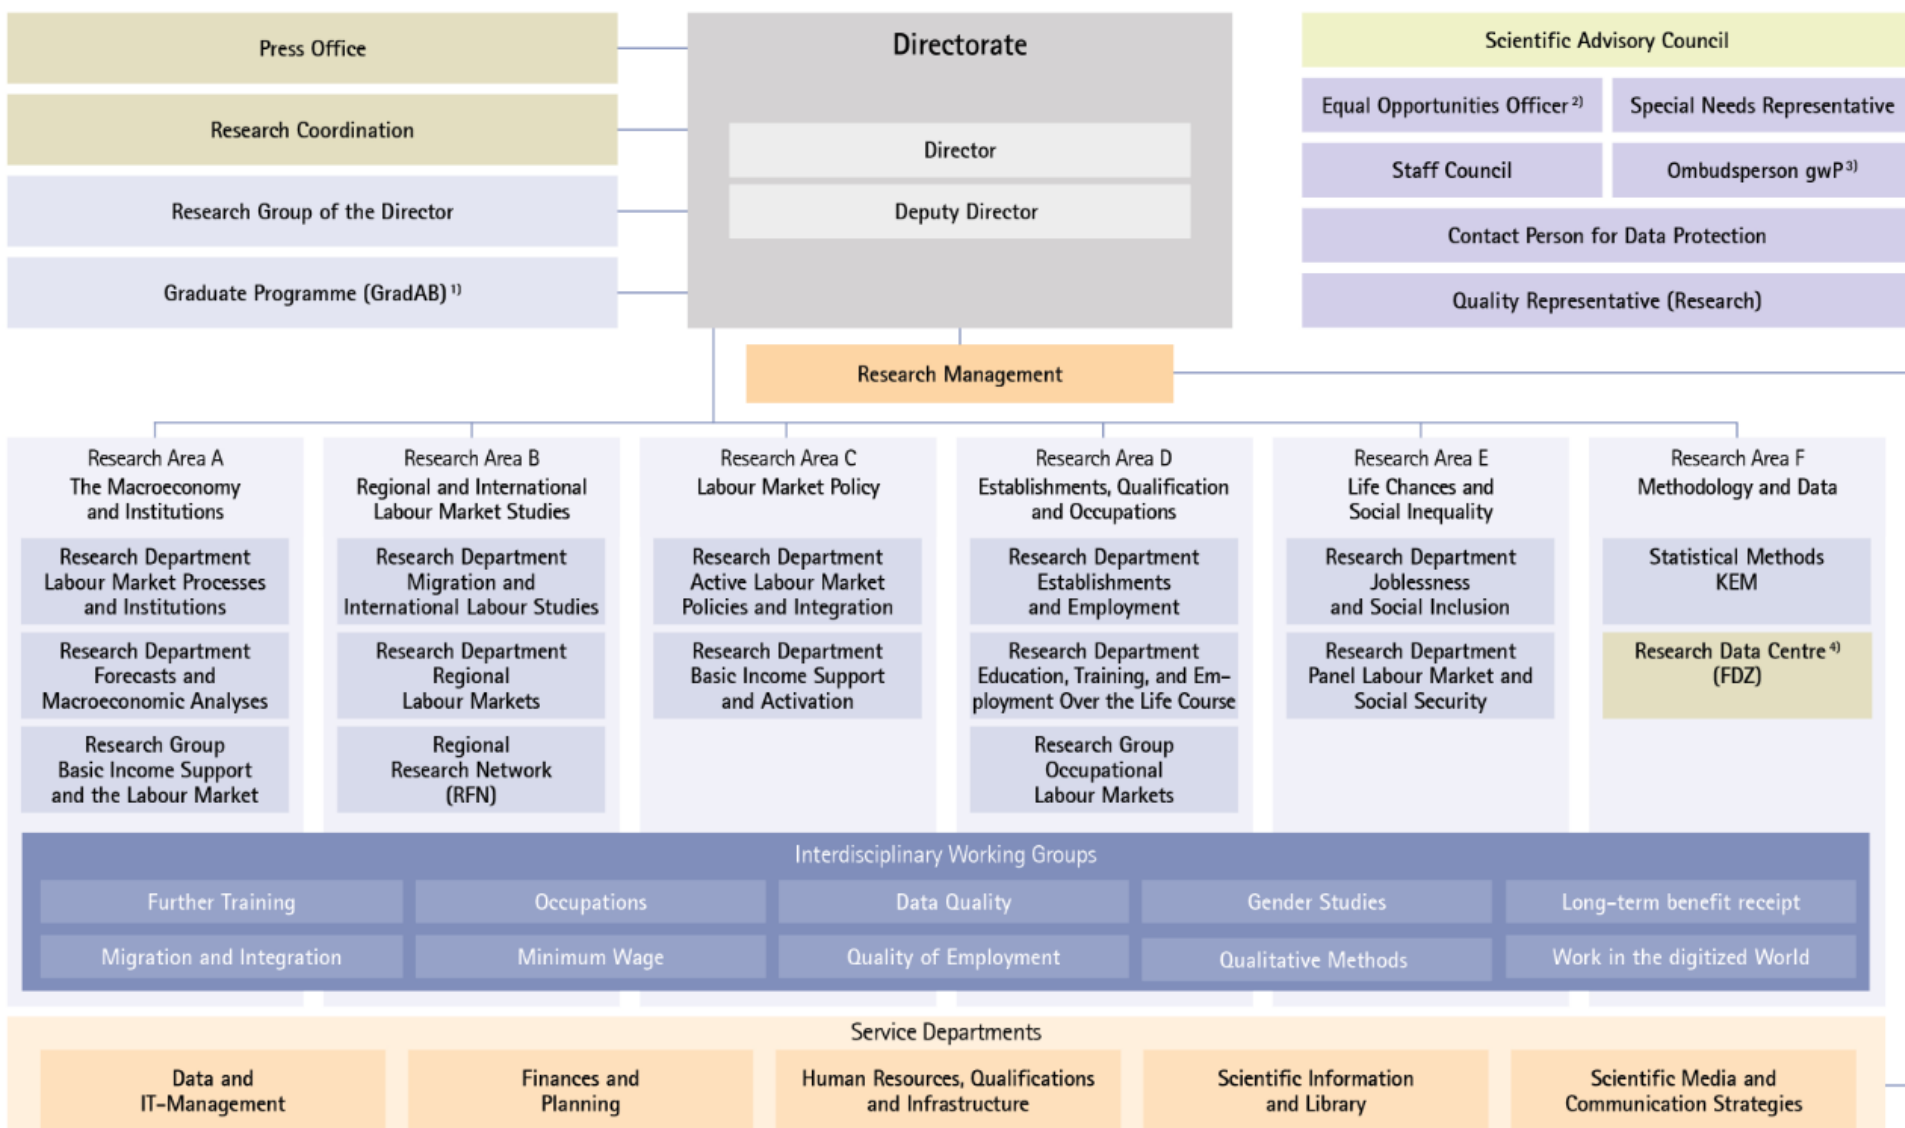 Press Office
Research Coordination
Research Group of the Director
Graduate Programme (GradAB) 1)
Directorate
Director
Deputy Director
Scientific Advisory Council
Equal Opportunities Officer 2)
Special Needs Representative
Staff Council
Ombudsperson gwP 3)
Contact Person for Data Protection
Quality Representative (Research)
Research Management
Research Area A
The Macroeconomy
and Institutions
Research Department
Labour Market Processes
and Institutions
Research Department
Forecasts and
Macroeconomic Analyses
Research Group
Basic Income Support
and the Labour Market
Research Area B
Regional and International
Labour Market Studies
Research Department
Migration and
International Labour Studies
Research Department
Regional
Labour Markets
Regional
Research Network
(RFN)
Research Area C
Labour Market Policy
Research Department
Active Labour Market
Policies and Integration
Research Department
Basic Income Support
and Activation
Research Area D
Establishments, Qualification
and Occupations
Research Department
Establishments
and Employment
Research Department
Education, Training, and Em-
ployment Over the Life Course
Research Group
Occupational
Labour Markets
Research Area E
Life Chances and
Social Inequality
Research Department
Joblessness
and Social Inclusion
Research Department
Panel Labour Market and
Social Security
Research Area F
Methodology and Data
Statistical Methods
KEM
Research Data Centre 4)
(FDZ)
Interdisciplinary Working Groups
Further Training
Occupations
Data Quality
Gender Studies
Long-term benefit receipt
Migration and Integration
Minimum Wage
Quality of Employment
Qualitative Methods
Work in the digitized World
Service Departments
Data and
IT-Management
Finances and
Planning
Human Resources, Qualifications
and Infrastructure
Scientific Information
and Library
Scientific Media and
Communication Strategies